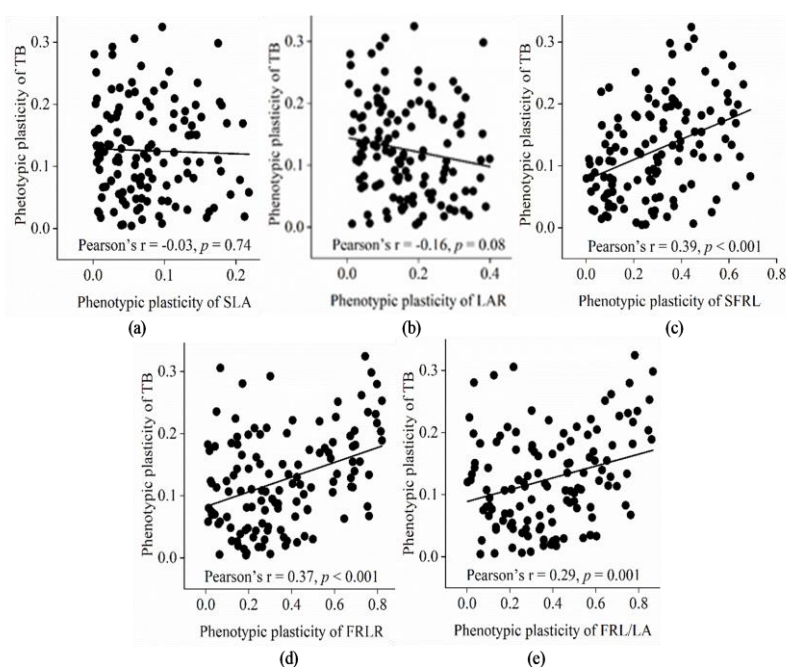 Phetotypic plasticity of TB
0.3
0.2
0.1
0.0
Pearson's r = -0.03, p = 0.74
0.0 0.1 0.2
Phenotypic plasticity of SLA
(a)
Phenotypic plasticity of TB
0.3
0.2
0.1
0.0
Pearson's r = -0.16, p = 0.08
0.0 0.1 0.2 0.3 0.4
Phenotypic plasticity of LAR
(b)
Phenotypic plasticity of TB
0.3
0.2
0.1
0.0
Pearson's r = 0.39, p < 0.001
0.0 0.2 0.4 0.6 0.8
Phenotypic plasticity of SFRL
(c)
Phenotypic plasticity of TB
0.3
0.2
0.1
0.0
Pearson's r = 0.37, p < 0.001
0.0 0.2 0.4 0.6 0.8
Phenotypic plasticity of FRLR
(d)
Phenotypic plasticity of TB
0.3
0.2
0.1
0.0
Pearson's r = 0.29, p = 0.001
0.0 0.2 0.4 0.6 0.8
Phenotypic plasticity of FRL/LA
(e)